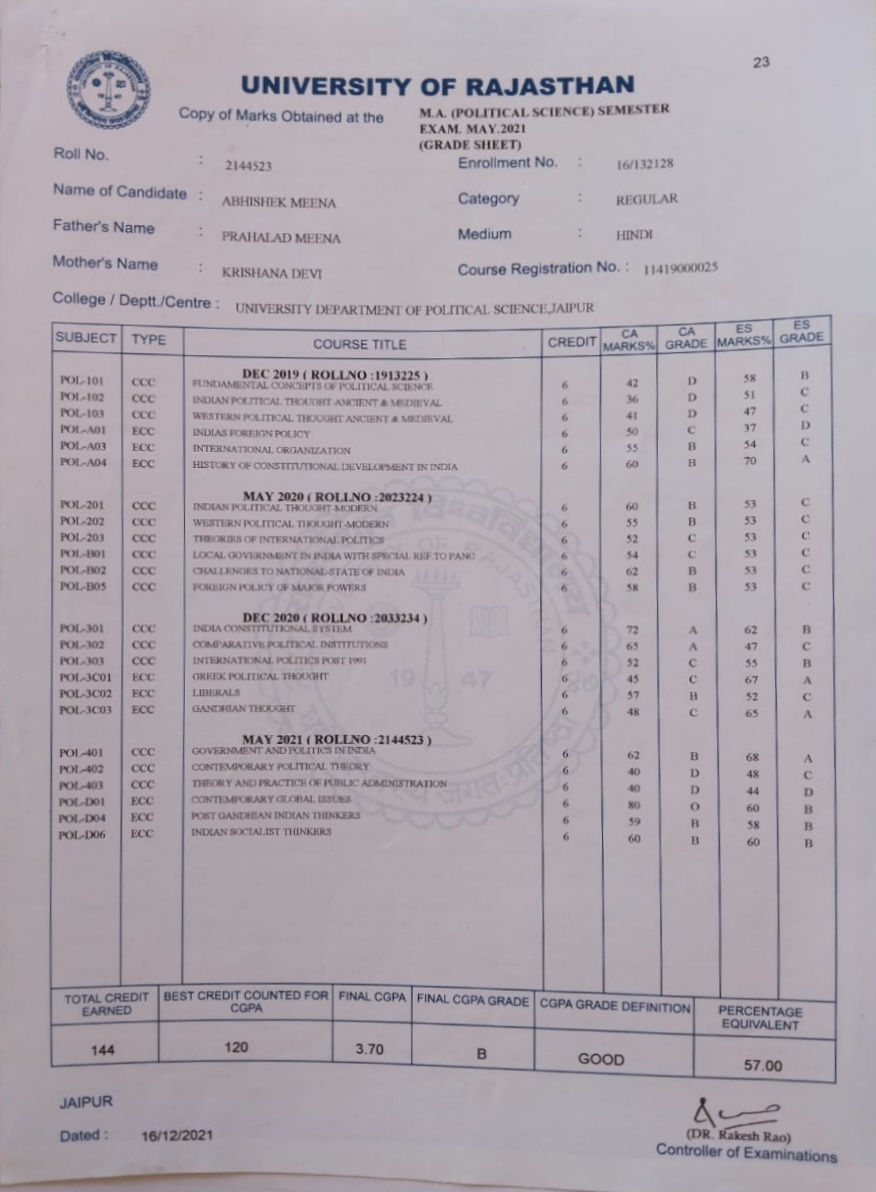 23
UNIVERSITY OF RAJASTHAN
Copy of Marks Obtained at the M.A. (POLITICAL SCIENCE) SEMESTER
EXAM. MAY.2021
(GRADE SHEET)
Roll No. : 2144523 Enrollment No. : 16/132128
Name of Candidate : ABHISHEK MEENA Category : REGULAR
Father's Name : PRAHALAD MEENA Medium : HINDI
Mother's Name : KRISHANA DEVI Course Registration No. : 11419000025
College / Deptt./Centre : UNIVERSITY DEPARTMENT OF POLITICAL SCIENCE,JAIPUR
SUBJECT TYPE COURSE TITLE CREDIT CA MARKS% CA GRADE ES MARKS% ES GRADE
DEC 2019 ( ROLLNO :1913225 )
POL-101 CCC FUNDAMENTAL CONCEPTS OF POLITICAL SCIENCE 6 42 D 58 B
POL-102 CCC INDIAN POLITICAL THOUGHT-ANCIENT & MEDIEVAL 6 36 D 51 C
POL-103 CCC WESTERN POLITICAL THOUGHT ANCIENT & MEDIEVAL 6 41 D 47 C
POL-A01 ECC INDIAS FOREIGN POLICY 6 50 C 37 D
POL-A03 ECC INTERNATIONAL ORGANIZATION 6 55 B 54 C
POL-A04 ECC HISTORY OF CONSTITUTIONAL DEVELOPMENT IN INDIA 6 60 B 70 A
MAY 2020 ( ROLLNO :2023224 )
POL-201 CCC INDIAN POLITICAL THOUGHT-MODERN 6 60 B 53 C
POL-202 CCC WESTERN POLITICAL THOUGHT-MODERN 6 55 B 53 C
POL-203 CCC THEORIES OF INTERNATIONAL POLITICS 6 52 C 53 C
POL-B01 CCC LOCAL GOVERNMENT IN INDIA WITH SPECIAL REF.TO PANC 6 54 C 53 C
POL-B02 CCC CHALLENGES TO NATIONAL-STATE OF INDIA 6 62 B 53 C
POL-B05 CCC FOREIGN POLICY OF MAJOR POWERS 6 58 B 53 C
DEC 2020 ( ROLLNO :2033234 )
POL-301 CCC INDIA CONSTITUTIONAL SYSTEM 6 72 A 62 B
POL-302 CCC COMPARATIVE POLITICAL INSTITUTIONS 6 65 A 47 C
POL-303 CCC INTERNATIONAL POLITICS POST 1991 6 52 C 55 B
POL-3C01 ECC GREEK POLITICAL THOUGHT 6 45 C 67 A
POL-3C02 ECC LIBERALS 6 57 B 52 C
POL-3C03 ECC GANDHIAN THOUGHT 6 48 C 65 A
MAY 2021 ( ROLLNO :2144523 )
POL-401 CCC GOVERNMENT AND POLITICS IN INDIA 6 62 B 68 A
POL-402 CCC CONTEMPORARY POLITICAL THEORY 6 40 D 48 C
POL-403 CCC THEORY AND PRACTICE OF PUBLIC ADMINISTRATION 6 40 D 44 D
POL-D01 ECC CONTEMPORARY GLOBAL ISSUES 6 80 O 60 B
POL-D04 ECC POST GANDHIAN INDIAN THINKERS 6 59 B 58 B
POL-D06 ECC INDIAN SOCIALIST THINKERS 6 60 B 60 B
TOTAL CREDIT EARNED BEST CREDIT COUNTED FOR CGPA FINAL CGPA FINAL CGPA GRADE CGPA GRADE DEFINITION PERCENTAGE EQUIVALENT
144 120 3.70 B GOOD 57.00
JAIPUR
Dated : 16/12/2021
(DR. Rakesh Rao)
Controller of Examinations